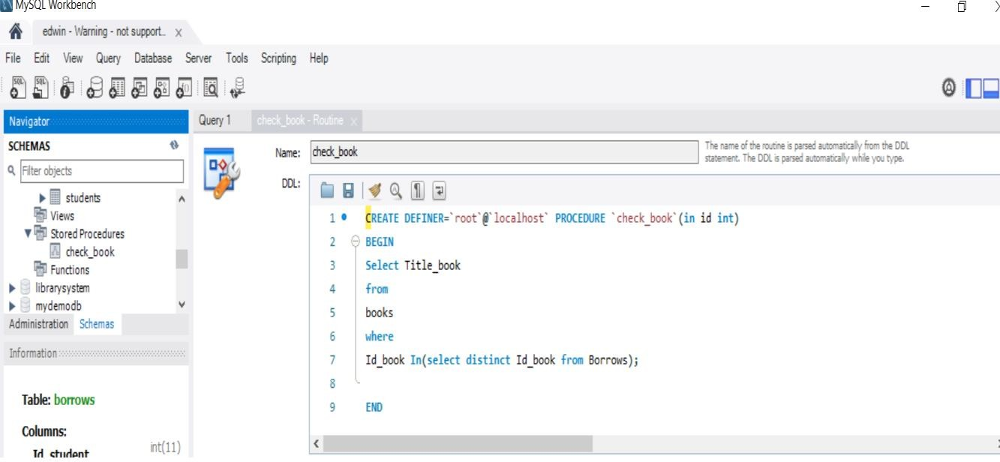 MySQL Workbench
edwin - Warning - not support..
File Edit View Query Database Server Tools Scripting Help
Navigator
SCHEMAS
Filter objects
students
Views
Stored Procedures
check_book
Functions
librarysystem
mydemodb
Administration Schemas
Information
Table: borrows
Columns:
Id_student int(11)
Query 1 check_book - Routine
Name: check_book
The name of the routine is parsed automatically from the DDL
statement. The DDL is parsed automatically while you type.
DDL:
1 CREATE DEFINER=`root`@`localhost` PROCEDURE `check_book`(in id int)
2 BEGIN
3 Select Title_book
4 from
5 books
6 where
7 Id_book In(select distinct Id_book from Borrows);
8
9 END